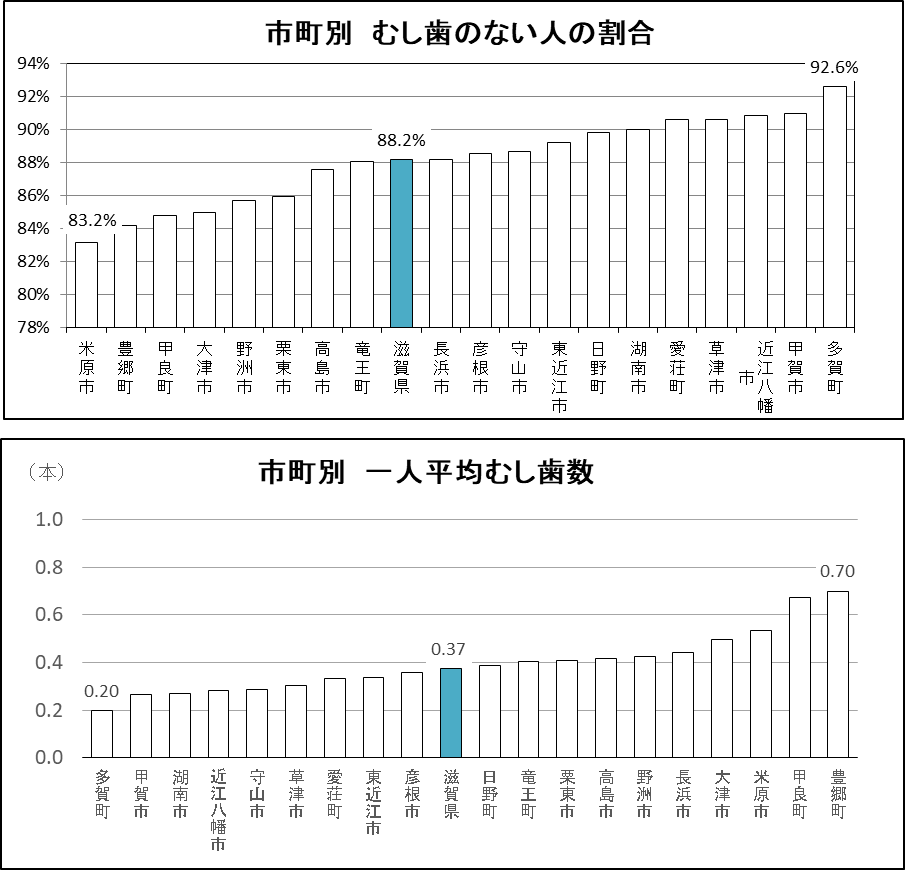 市町別 むし歯のない人の割合
94%
92%
90%
88%
86%
84%
82%
80%
78%
83.2%
88.2%
92.6%
米原市
豊郷町
甲良町
大津市
野洲市
栗東市
高島市
竜王町
滋賀県
長浜市
彦根市
守山市
東近江市
日野町
湖南市
愛荘町
草津市
近江八幡
市
甲賀市
多賀町
市町別 一人平均むし歯数
（本）
1.0
0.8
0.6
0.4
0.2
0.0
0.20
0.37
0.70
多賀町
甲賀市
湖南市
近江八幡市
守山市
草津市
愛荘町
東近江市
彦根市
滋賀県
日野町
竜王町
栗東市
高島市
野洲市
長浜市
大津市
米原市
甲良町
豊郷町